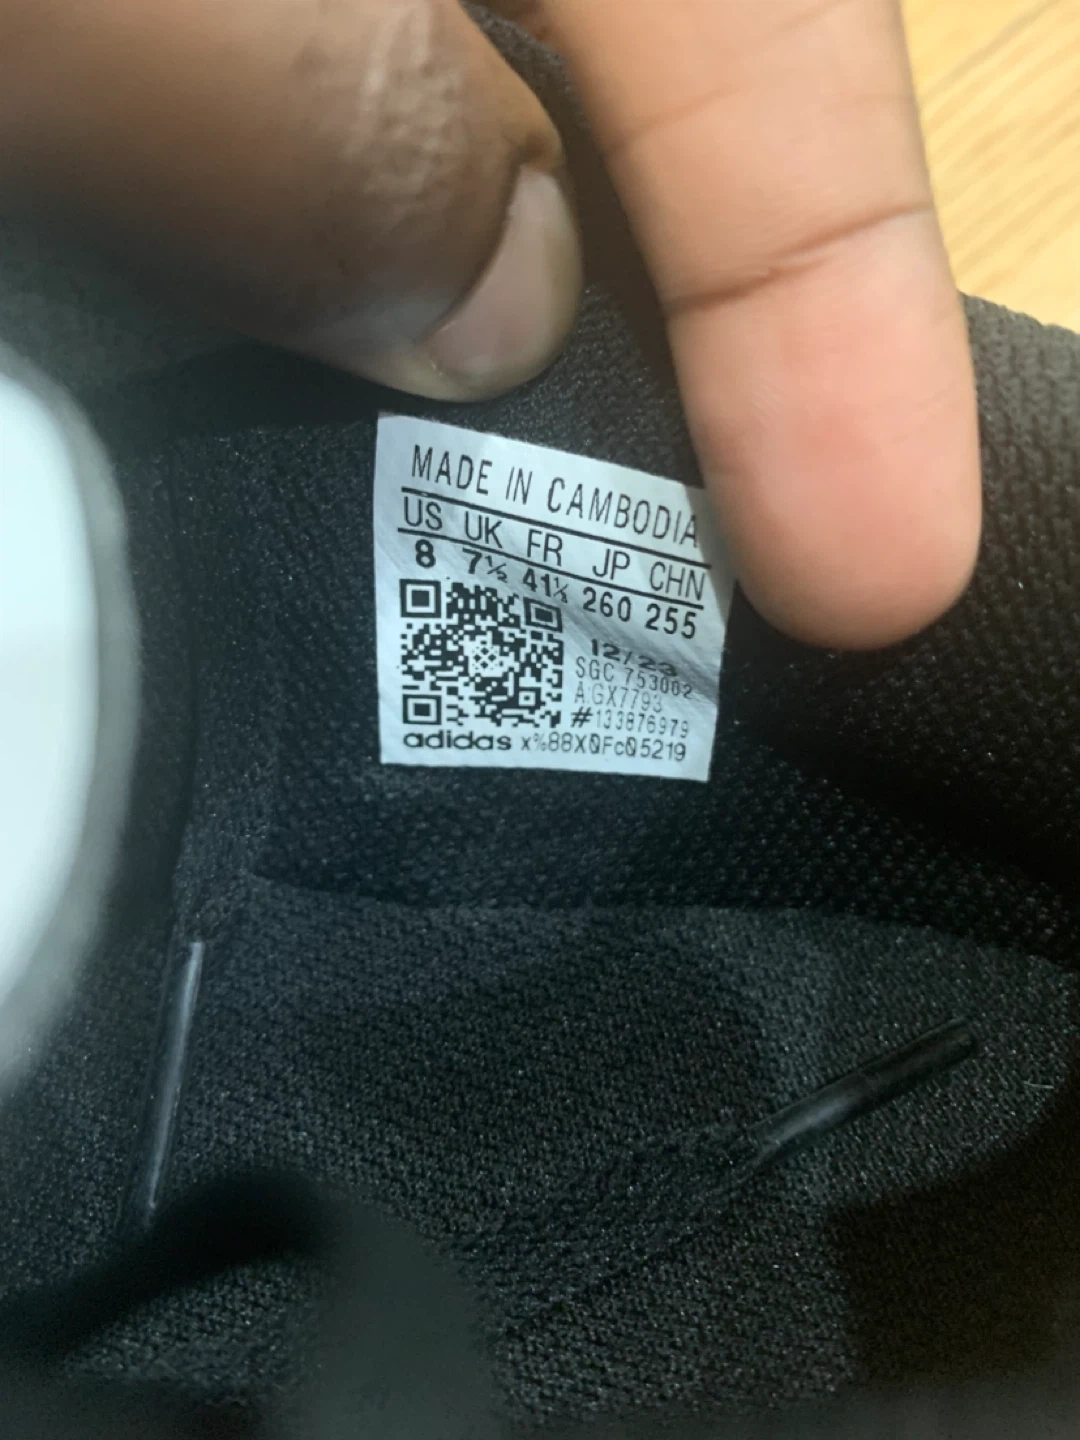 MADE IN CAMBODIA
US UK FR JP CHN
8 7½ 41⅓ 260 255
12/23
SGC 753002
A:GX7793
#133876979
adidas x%88X0Fc05219